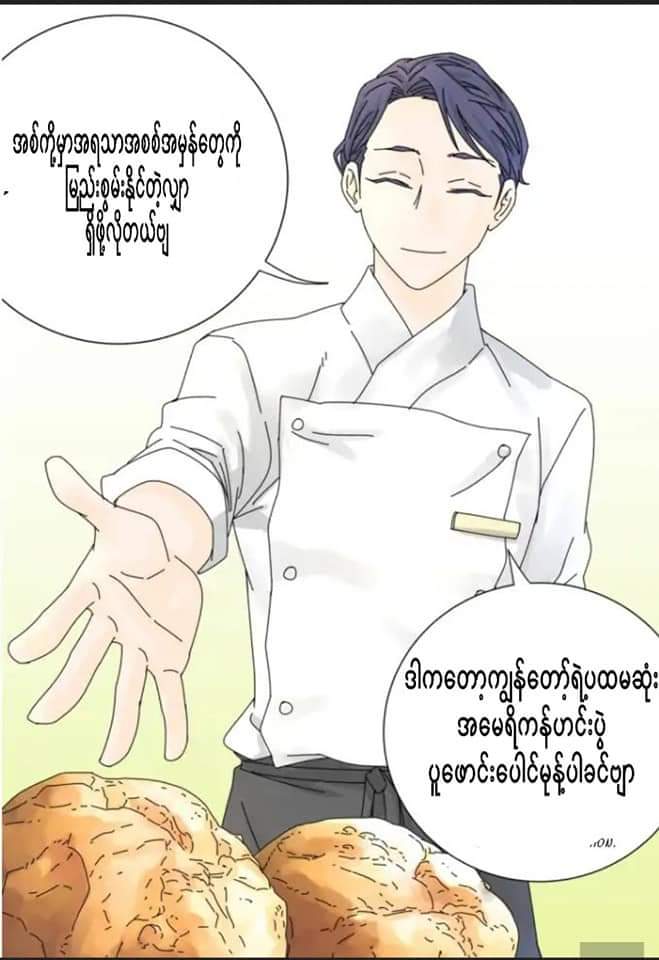 အစ်ကို့မှာအရသာအစစ်အမှန်တွေကို
မြည်းစွမ်းနိုင်တဲ့လျှာ
ရှိဖို့လိုတယ်ဗျ
ဒါကတော့ကျွန်တော့်ရဲ့ပထမဆုံး
အမေရိကန်ဟင်းပွဲ
ပူဖောင်းပေါင်မုန့်ပါခင်ဗျာ